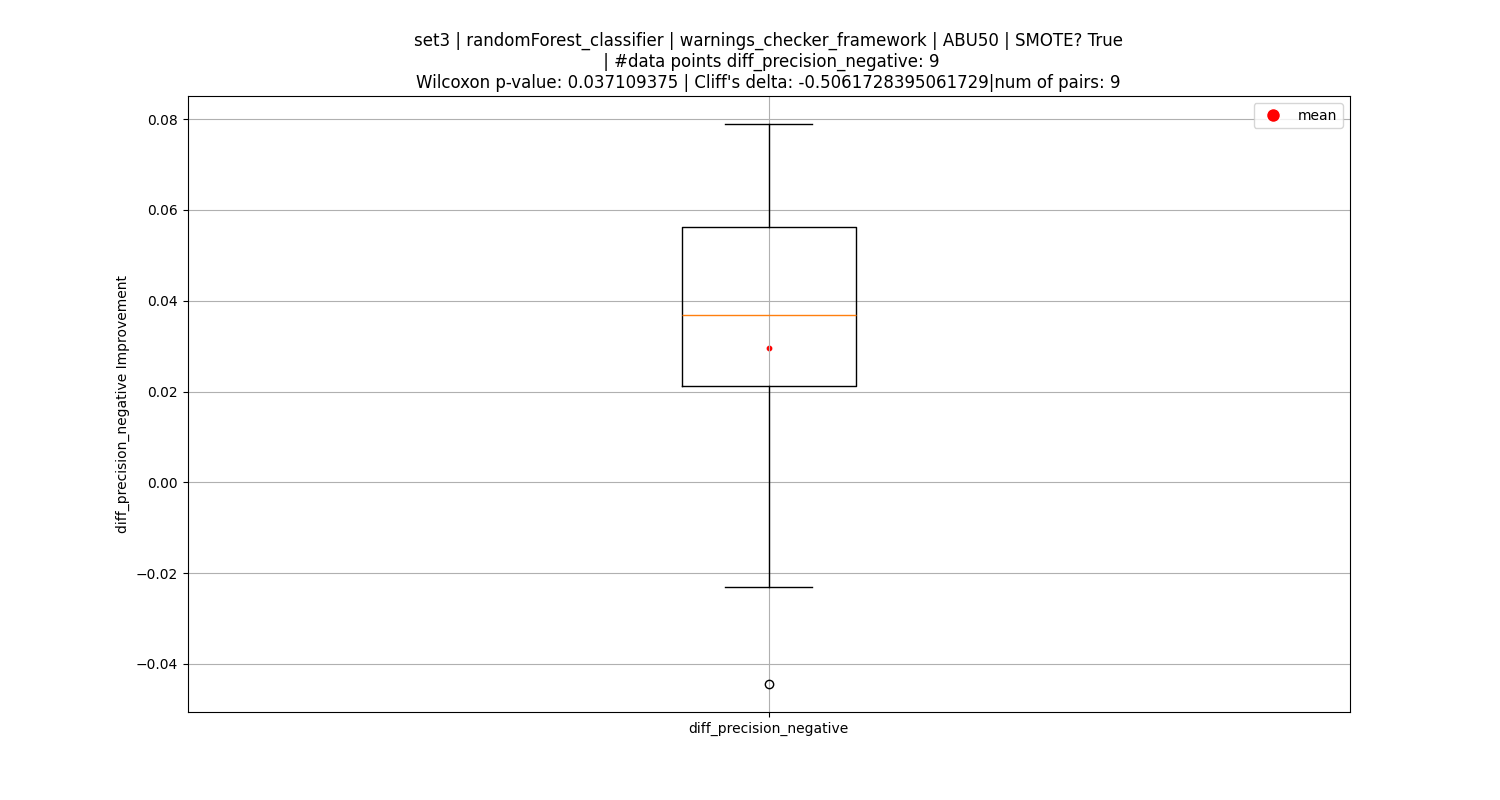 set3 | randomForest_classifier | warnings_checker_framework | ABU50 | SMOTE? True
| #data points diff_precision_negative: 9
Wilcoxon p-value: 0.037109375 | Cliff's delta: -0.5061728395061729|num of pairs: 9
mean
0.08
0.06
0.04
0.02
0.00
−0.02
−0.04
diff_precision_negative Improvement
diff_precision_negative